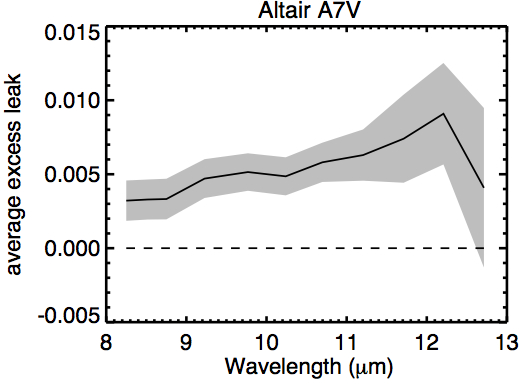 Altair A7V
0.015
0.010
0.005
0.000
-0.005
average excess leak
8 9 10 11 12 13
Wavelength (μm)